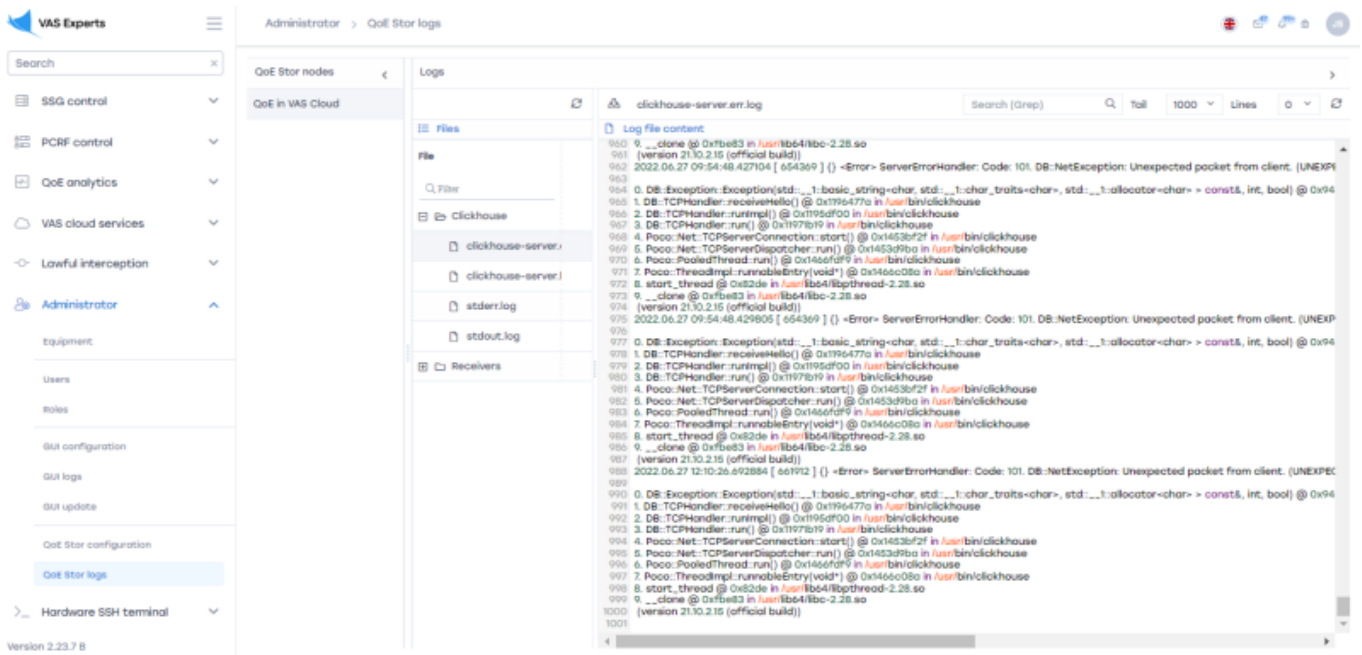 VAS Experts
Administrator > QoE Stor logs
Search
SSG control
PCRF control
QoE analytics
VAS cloud services
Lawful interception
Administrator
Equipment
Users
Roles
GUI configuration
GUI logs
GUI update
QoE Stor configuration
QoE Stor logs
Hardware SSH terminal
Version 2.23.7 B
QoE Stor nodes
QoE in VAS Cloud
Logs
Files
File
Filter
Clickhouse
clickhouse-server.
clickhouse-server.l
stderr.log
stdout.log
Receivers
clickhouse-server.err.log
Search (Grep)
Tail
1000
Lines
0
Log file content
960 9. __clone @ 0xfbe83 in /usr/lib64/libc-2.28.so
961 (version 21.10.2.15 (official build))
962 2022.06.27 09:54:48.427104 [ 654369 ] {} <Error> ServerErrorHandler: Code: 101. DB::NetException: Unexpected packet from client. (UNEXPE
963
964 0. DB::Exception::Exception(std::__1::basic_string<char, std::__1::char_traits<char>, std::__1::allocator<char> > const&, int, bool) @ 0x94
965 1. DB::TCPHandler::receiveHello() @ 0x1196477a in /usr/bin/clickhouse
966 2. DB::TCPHandler::runImpl() @ 0x1195df00 in /usr/bin/clickhouse
967 3. DB::TCPHandler::run() @ 0x11971b19 in /usr/bin/clickhouse
968 4. Poco::Net::TCPServerConnection::start() @ 0x1453bf2f in /usr/bin/clickhouse
969 5. Poco::Net::TCPServerDispatcher::run() @ 0x1453d9ba in /usr/bin/clickhouse
970 6. Poco::PooledThread::run() @ 0x1466fdf9 in /usr/bin/clickhouse
971 7. Poco::ThreadImpl::runnableEntry(void*) @ 0x1466c08a in /usr/bin/clickhouse
972 8. start_thread @ 0x82de in /usr/lib64/libpthread-2.28.so
973 9. __clone @ 0xfbe83 in /usr/lib64/libc-2.28.so
974 (version 21.10.2.15 (official build))
975 2022.06.27 09:54:48.429805 [ 654369 ] {} <Error> ServerErrorHandler: Code: 101. DB::NetException: Unexpected packet from client. (UNEXP
976
977 0. DB::Exception::Exception(std::__1::basic_string<char, std::__1::char_traits<char>, std::__1::allocator<char> > const&, int, bool) @ 0x94
978 1. DB::TCPHandler::receiveHello() @ 0x1196477a in /usr/bin/clickhouse
979 2. DB::TCPHandler::runImpl() @ 0x1195df00 in /usr/bin/clickhouse
980 3. DB::TCPHandler::run() @ 0x11971b19 in /usr/bin/clickhouse
981 4. Poco::Net::TCPServerConnection::start() @ 0x1453bf2f in /usr/bin/clickhouse
982 5. Poco::Net::TCPServerDispatcher::run() @ 0x1453d9ba in /usr/bin/clickhouse
983 6. Poco::PooledThread::run() @ 0x1466fdf9 in /usr/bin/clickhouse
984 7. Poco::ThreadImpl::runnableEntry(void*) @ 0x1466c08a in /usr/bin/clickhouse
985 8. start_thread @ 0x82de in /usr/lib64/libpthread-2.28.so
986 9. __clone @ 0xfbe83 in /usr/lib64/libc-2.28.so
987 (version 21.10.2.15 (official build))
988 2022.06.27 12:10:26.692884 [ 661912 ] {} <Error> ServerErrorHandler: Code: 101. DB::NetException: Unexpected packet from client. (UNEXPEC
989
990 0. DB::Exception::Exception(std::__1::basic_string<char, std::__1::char_traits<char>, std::__1::allocator<char> > const&, int, bool) @ 0x94
991 1. DB::TCPHandler::receiveHello() @ 0x1196477a in /usr/bin/clickhouse
992 2. DB::TCPHandler::runImpl() @ 0x1195df00 in /usr/bin/clickhouse
993 3. DB::TCPHandler::run() @ 0x11971b19 in /usr/bin/clickhouse
994 4. Poco::Net::TCPServerConnection::start() @ 0x1453bf2f in /usr/bin/clickhouse
995 5. Poco::Net::TCPServerDispatcher::run() @ 0x1453d9ba in /usr/bin/clickhouse
996 6. Poco::PooledThread::run() @ 0x1466fdf9 in /usr/bin/clickhouse
997 7. Poco::ThreadImpl::runnableEntry(void*) @ 0x1466c08a in /usr/bin/clickhouse
998 8. start_thread @ 0x82de in /usr/lib64/libpthread-2.28.so
999 9. __clone @ 0xfbe83 in /usr/lib64/libc-2.28.so
1000 (version 21.10.2.15 (official build))
1001